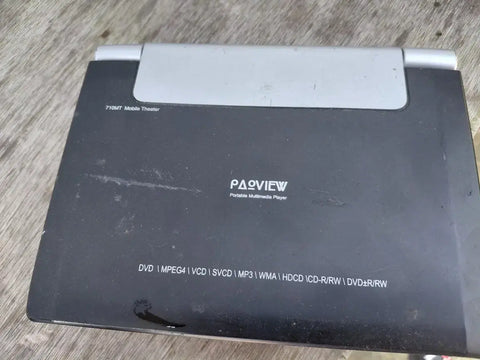 710MT Mobile Theater
PAOVIEW
Portable Multimedia Player
DVD \ MPEG4 \ VCD \ SVCD \ MP3 \ WMA \ HDCD \CD-R/RW \ DVD±R/RW